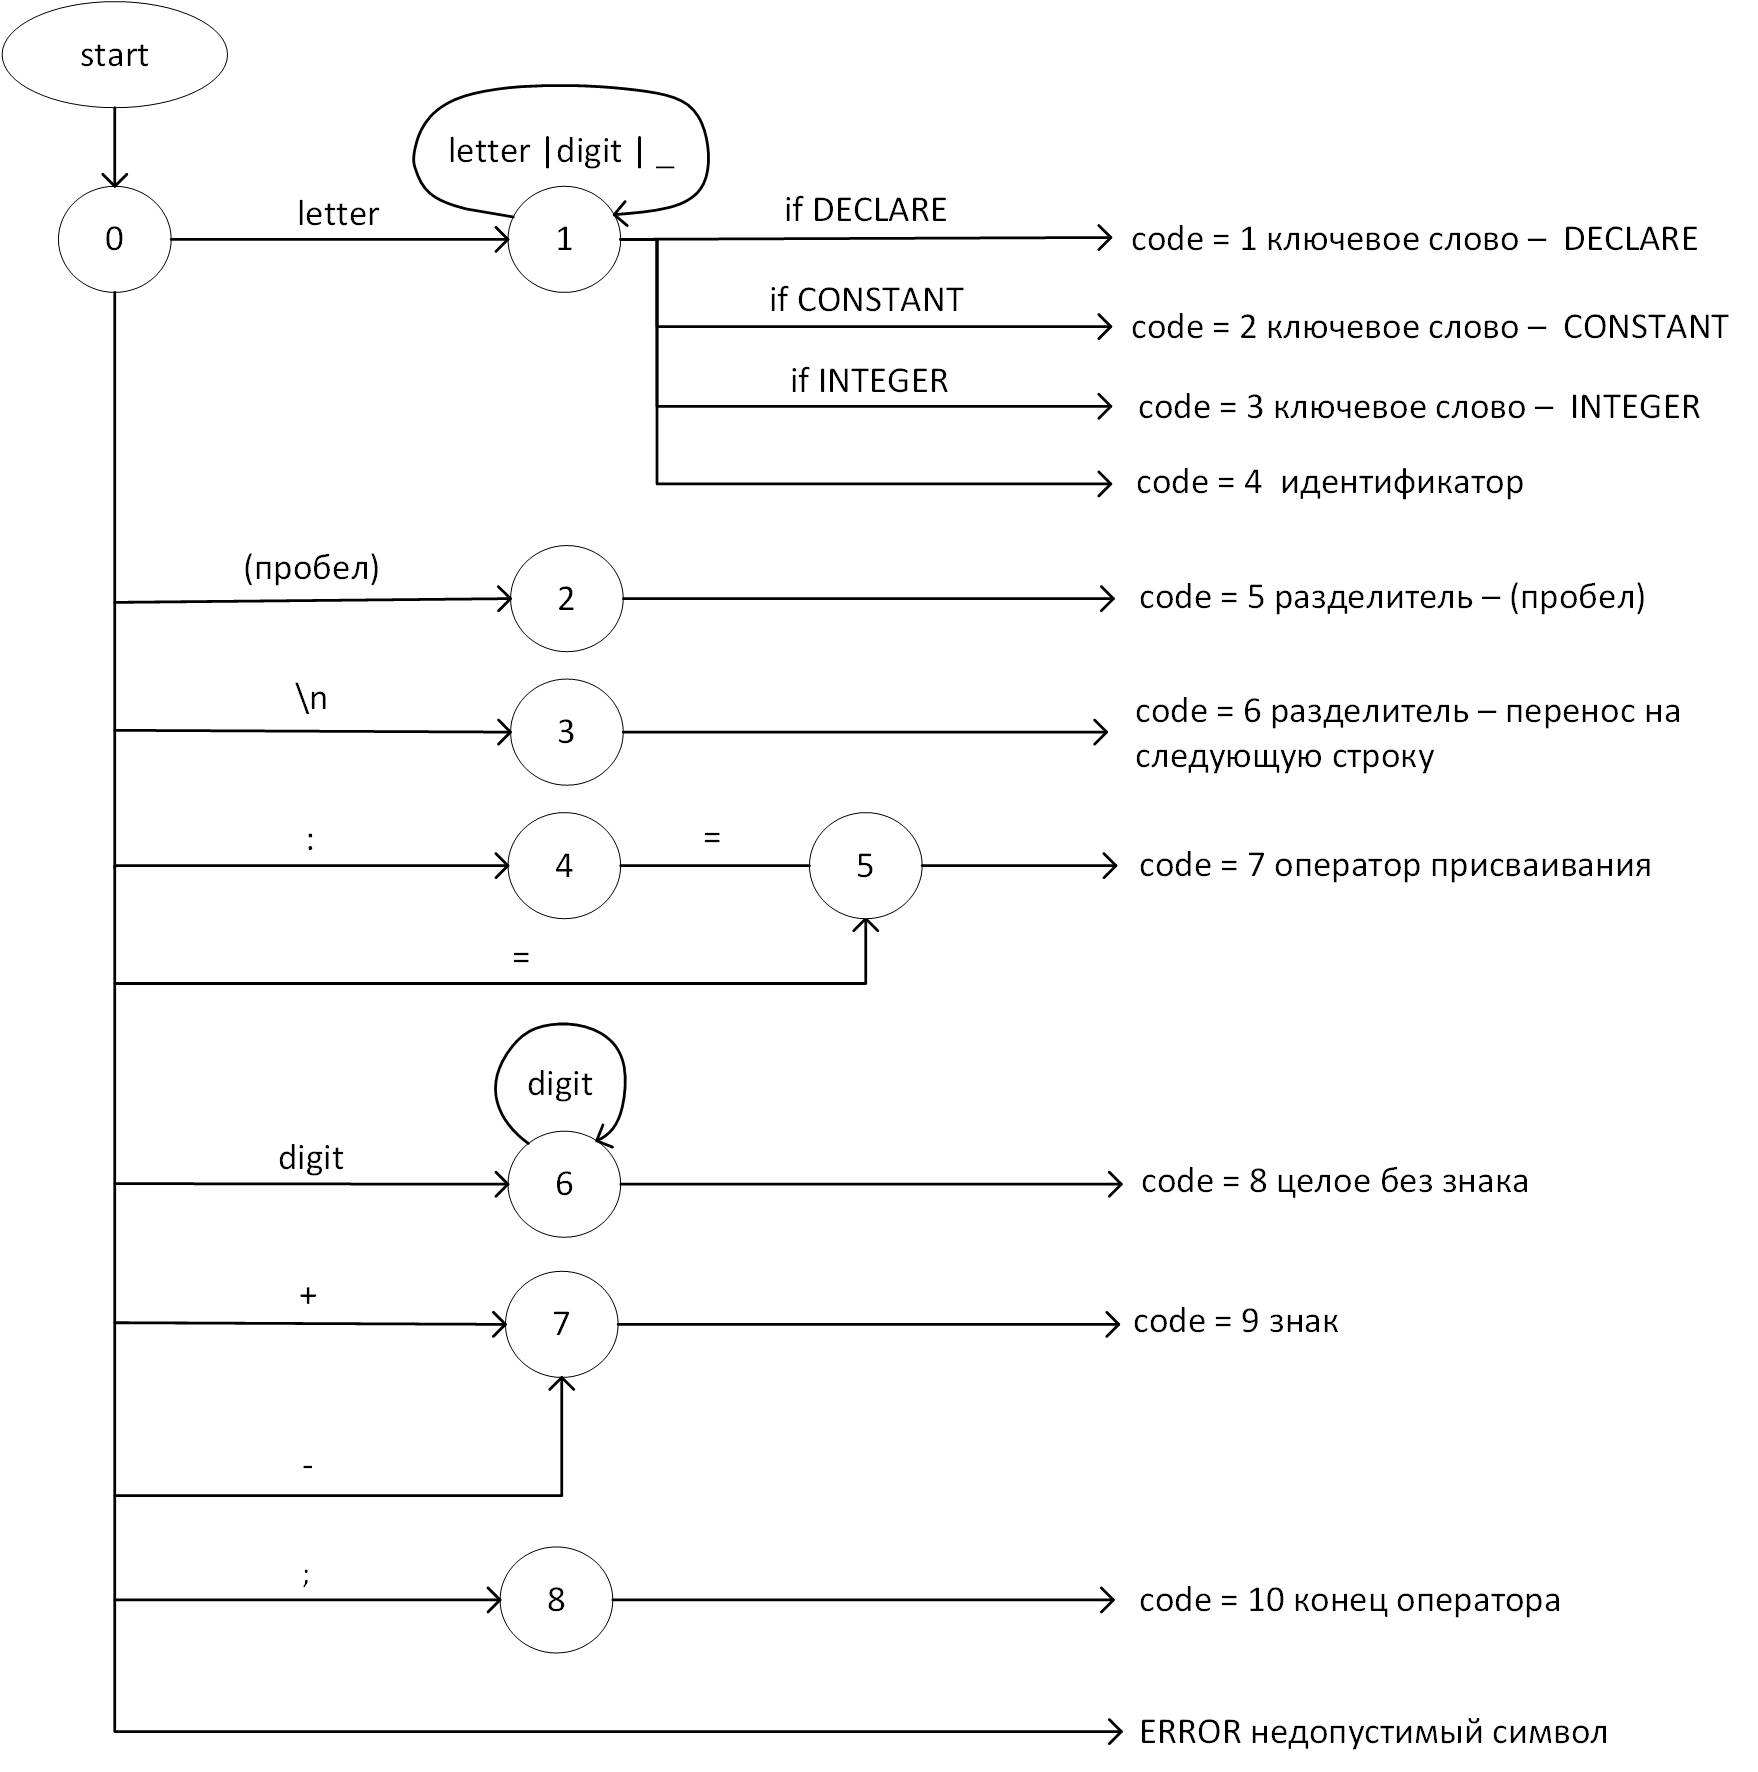 start
letter |digit | _
0
letter
1
if DECLARE
code = 1 ключевое слово – DECLARE
if CONSTANT
code = 2 ключевое слово – CONSTANT
if INTEGER
code = 3 ключевое слово – INTEGER
code = 4 идентификатор
(пробел)
2
code = 5 разделитель – (пробел)
\n
3
code = 6 разделитель – перенос на
следующую строку
:
4
=
5
code = 7 оператор присваивания
=
digit
digit
6
code = 8 целое без знака
+
7
code = 9 знак
-
;
8
code = 10 конец оператора
ERROR недопустимый символ